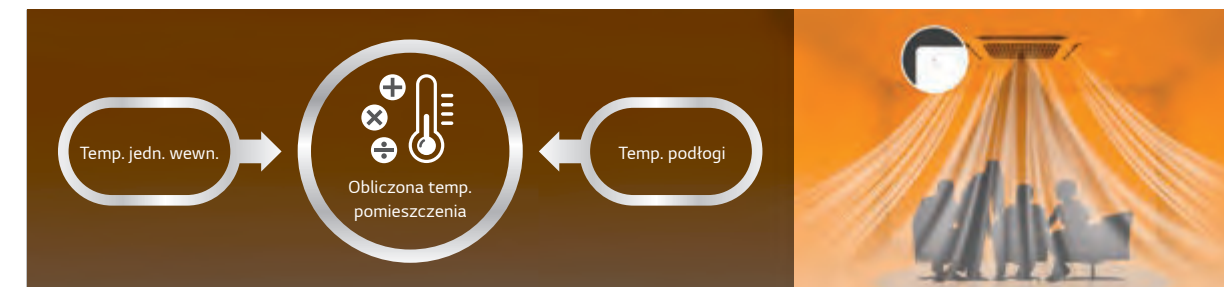 Temp. jedn. wewn.
Obliczona temp.
pomieszczenia
Temp. podłogi